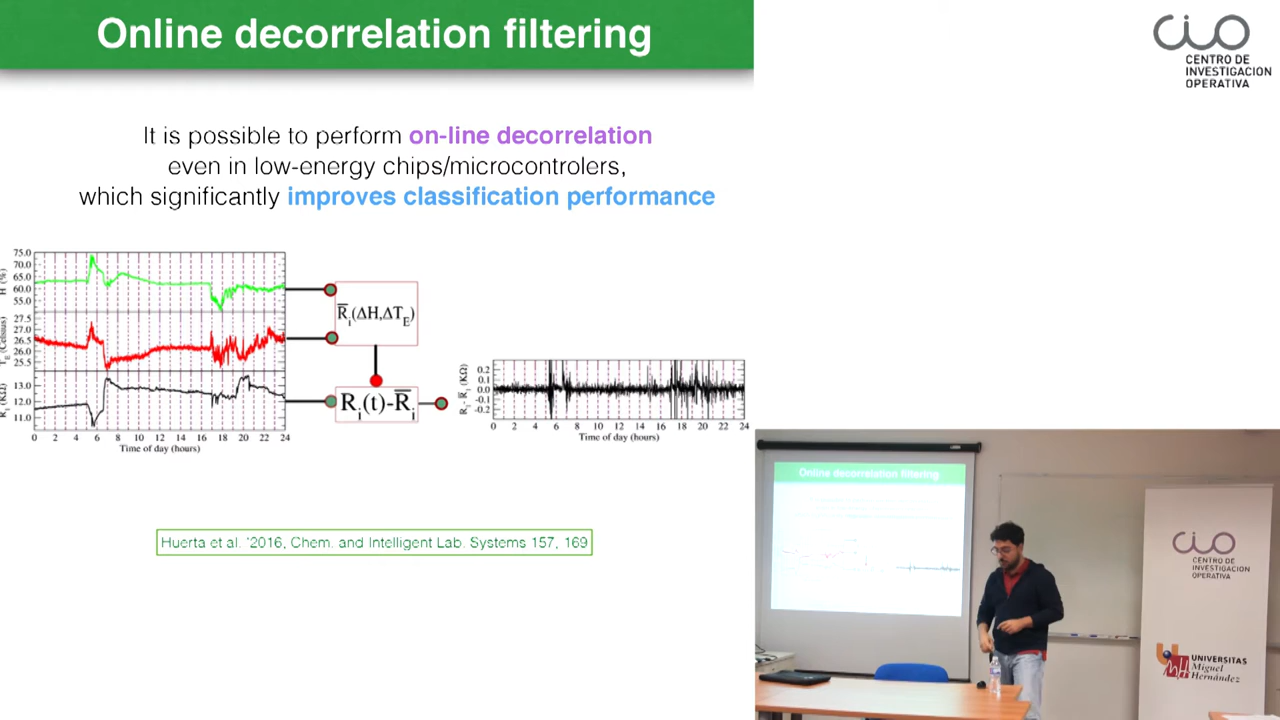 Online decorrelation filtering
CiO
CENTRO DE
INVESTIGACION
OPERATIVA
It is possible to perform on-line decorrelation
even in low-energy chips/microcontrolers,
which significantly improves classification performance
75.0
70.0
65.0
60.0
55.0
H (%)
27.5
27.0
26.5
26.0
25.5
T_E (Celsius)
13.0
12.0
11.0
R_i (KΩ)
0 2 4 6 8 10 12 14 16 18 20 22 24
Time of day (hours)
R̅_i(ΔH,ΔT_E)
R_i(t)-R̅_i
0.2
0.1
0.0
-0.1
-0.2
R_i - R̅_i (KΩ)
0 2 4 6 8 10 12 14 16 18 20 22 24
Time of day (hours)
Huerta et al. '2016, Chem. and Intelligent Lab. Systems 157, 169
Online decorrelation filtering
CiO
CENTRO DE
INVESTIGACION
OPERATIVA
UNIVERSITAS
Miguel
Hernández